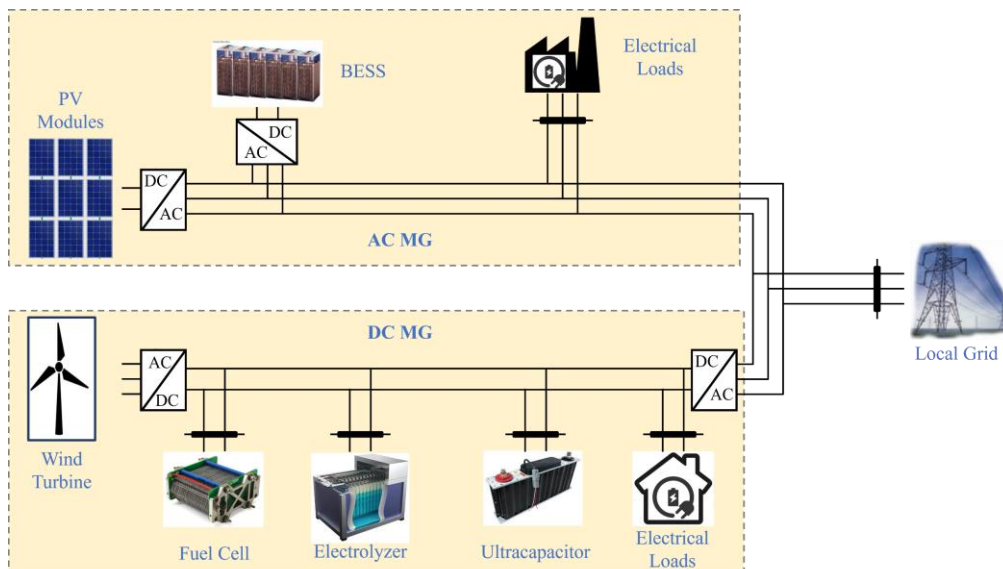 BESS
Electrical
Loads
PV
Modules
DC
AC
DC
AC
AC MG
Local Grid
DC MG
AC
DC
DC
AC
Wind
Turbine
Fuel Cell
Electrolyzer
Ultracapacitor
Electrical
Loads